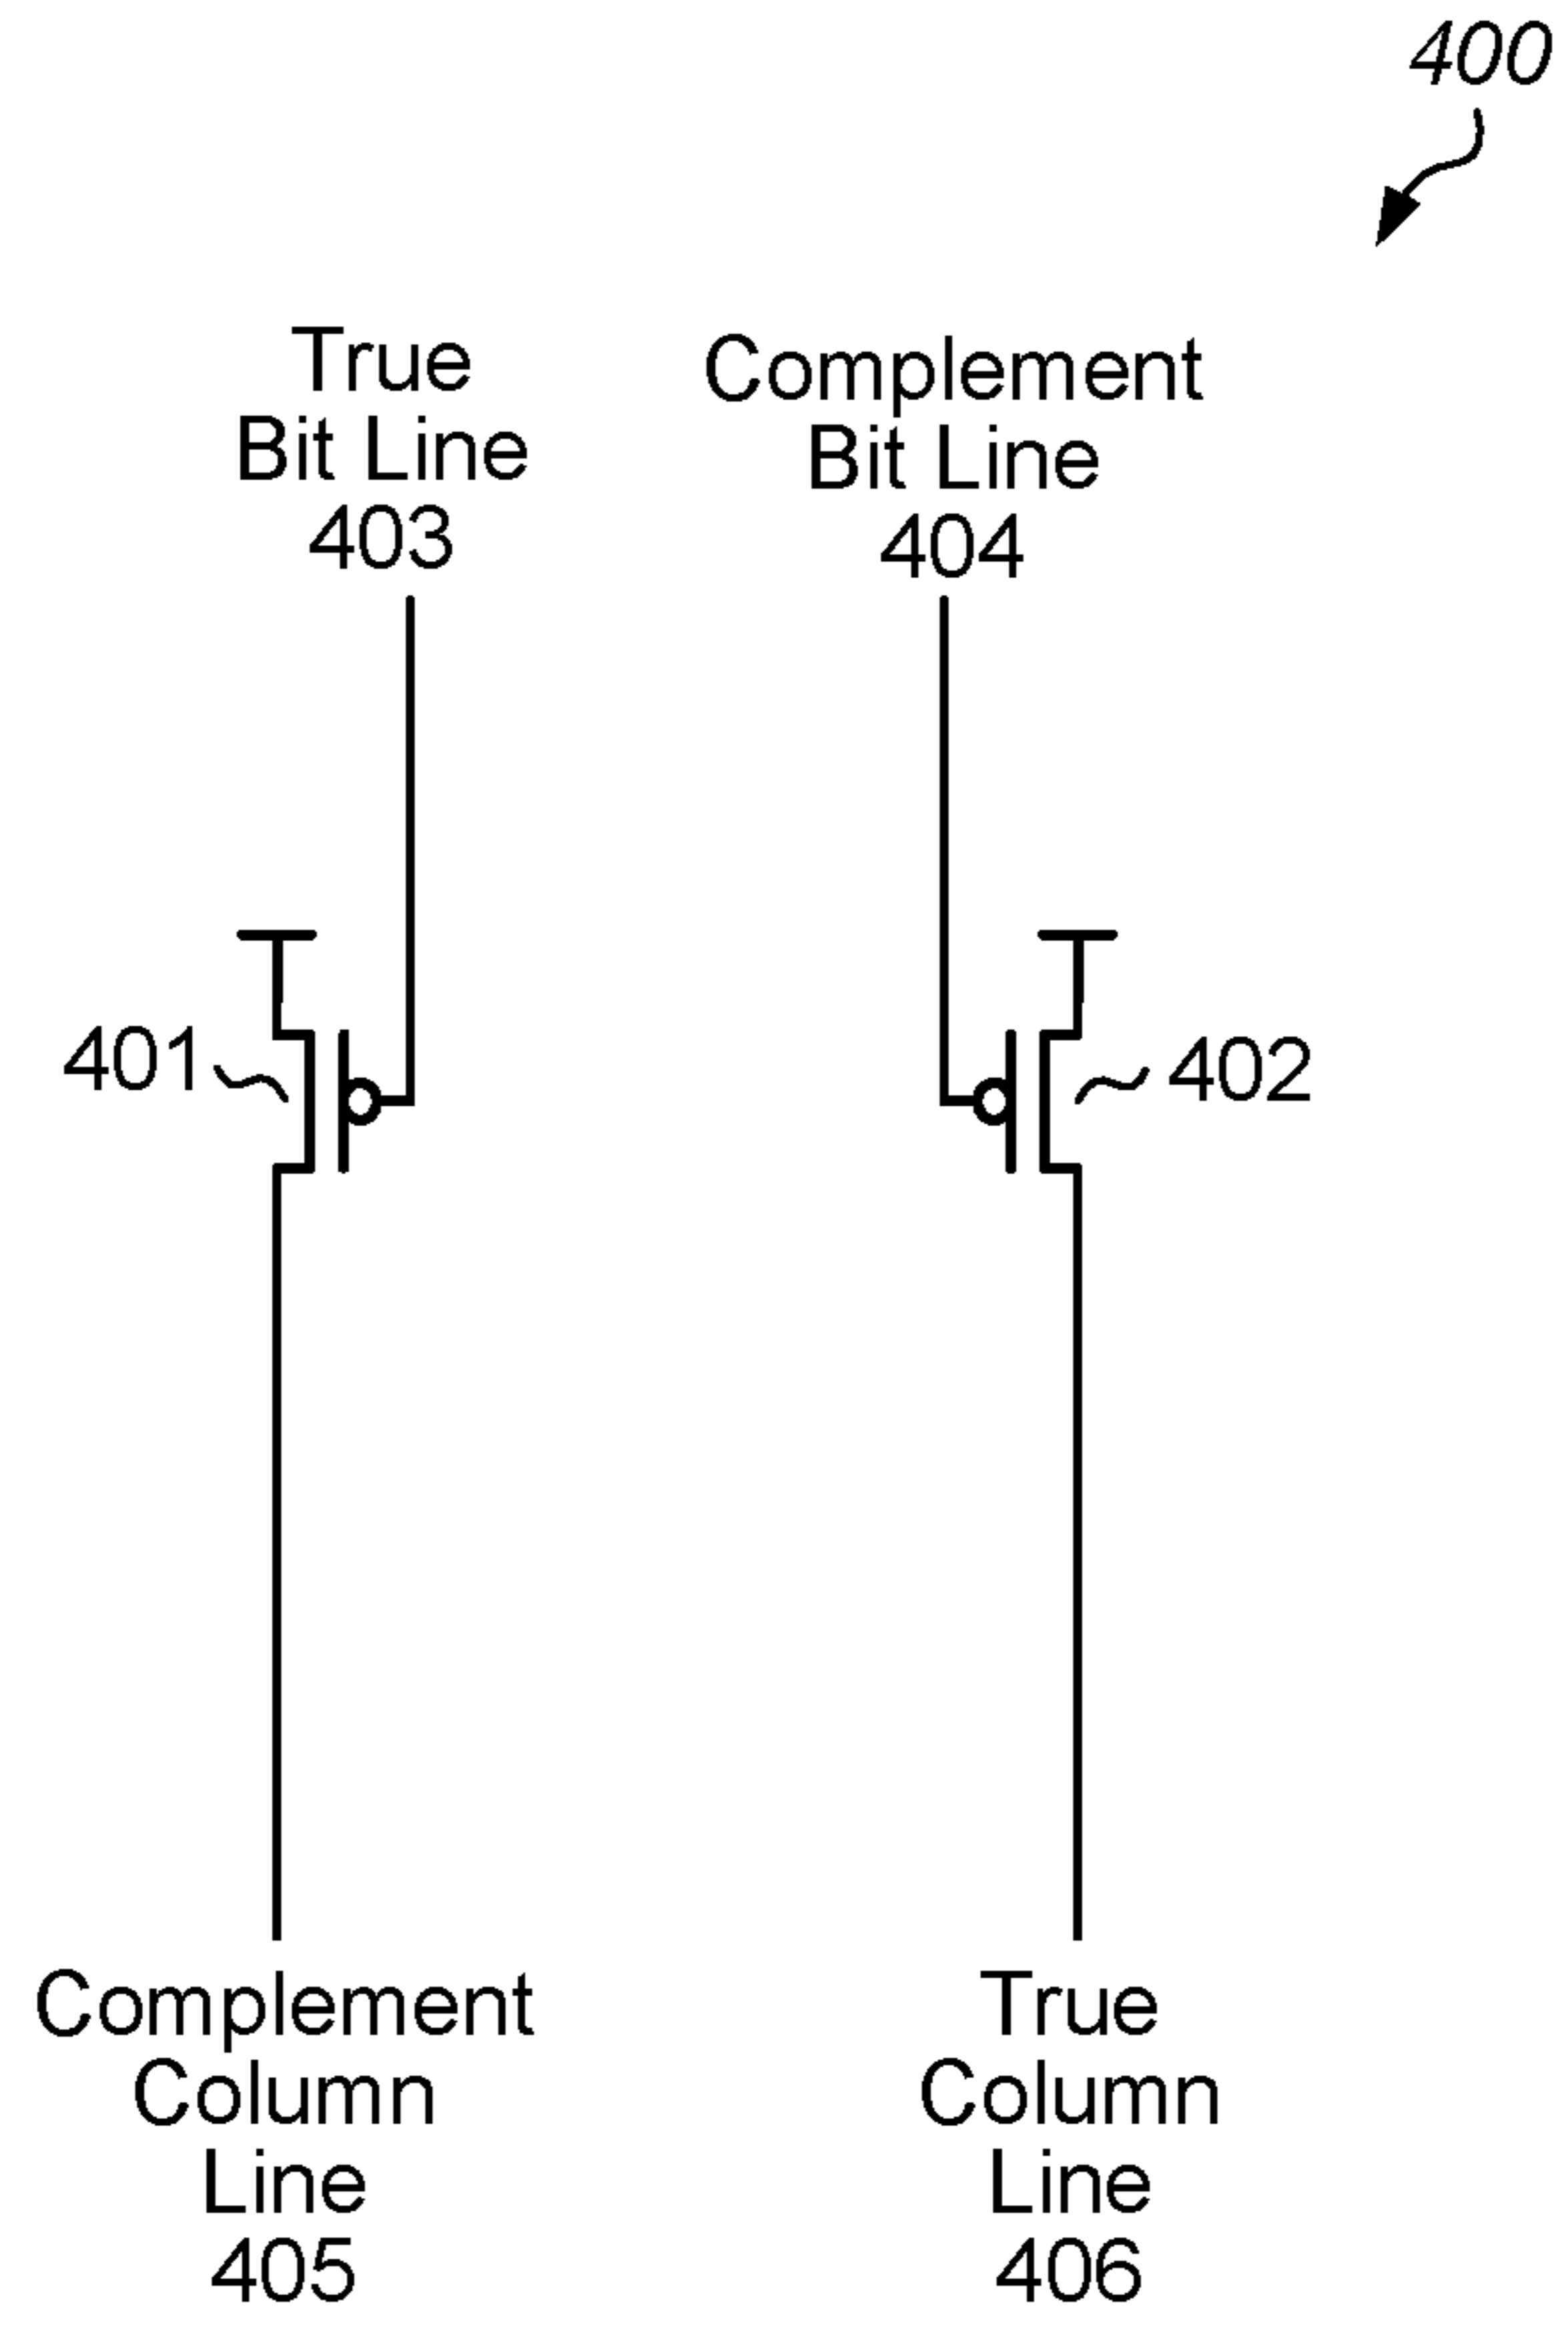 400
True
Bit Line
403
Complement
Bit Line
404
401
402
Complement
Column
Line
405
True
Column
Line
406